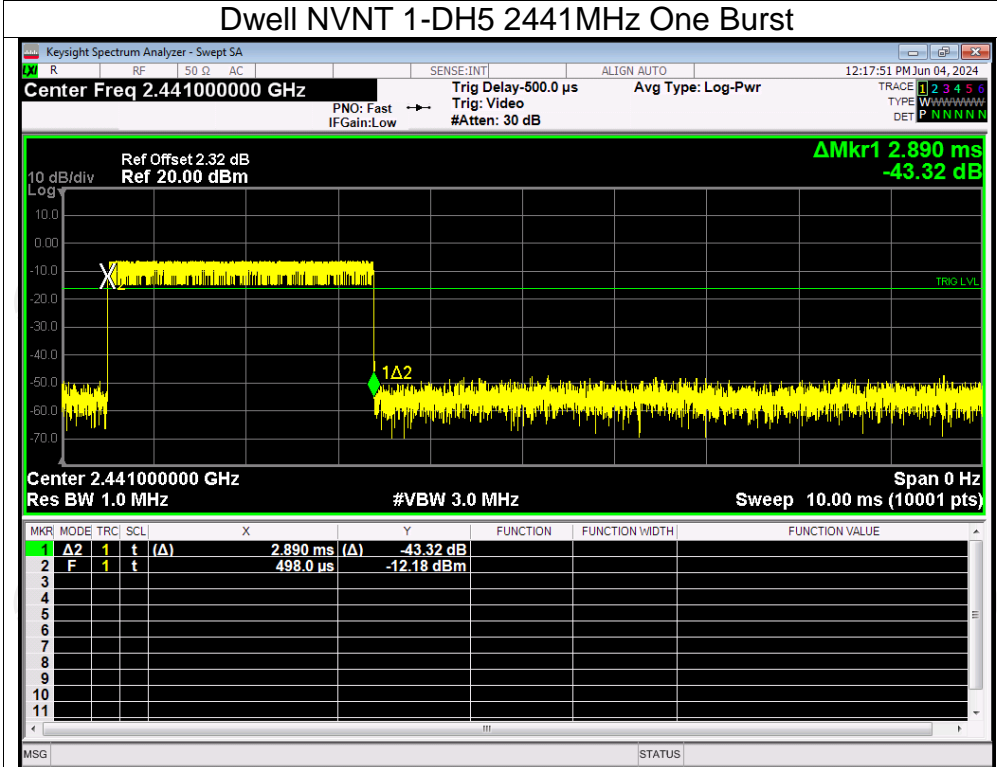 Dwell NVNT 1-DH5 2441MHz One Burst
Keysight Spectrum Analyzer - Swept SA
LXI R RF 50 Ω AC SENSE:INT ALIGN AUTO 12:17:51 PM Jun 04, 2024
Center Freq 2.441000000 GHz Trig Delay-500.0 µs Avg Type: Log-Pwr TRACE 1 2 3 4 5 6
PNO: Fast Trig: Video TYPE WWWWWW
IFGain:Low #Atten: 30 dB DET P N N N N N
ΔMkr1 2.890 ms
Ref Offset 2.32 dB
10 dB/div Ref 20.00 dBm -43.32 dB
Log
10.0
0.00
-10.0
2
TRIG LVL
-20.0
-30.0
-40.0
1Δ2
-50.0
-60.0
-70.0
Center 2.441000000 GHz Span 0 Hz
Res BW 1.0 MHz #VBW 3.0 MHz Sweep 10.00 ms (10001 pts)
MKR MODE TRC SCL X Y FUNCTION FUNCTION WIDTH FUNCTION VALUE
1 Δ2 1 t (Δ) 2.890 ms (Δ) -43.32 dB
2 F 1 t 498.0 µs -12.18 dBm
3
4
5
6
7
8
9
10
11
MSG STATUS